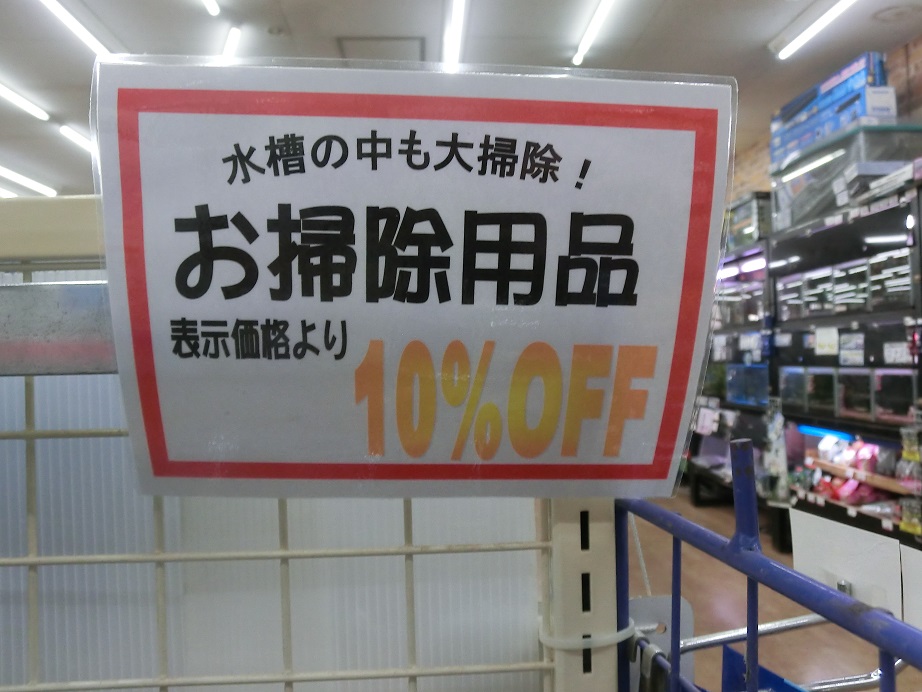 水槽の中も大掃除！
お掃除用品
表示価格より
10%OFF